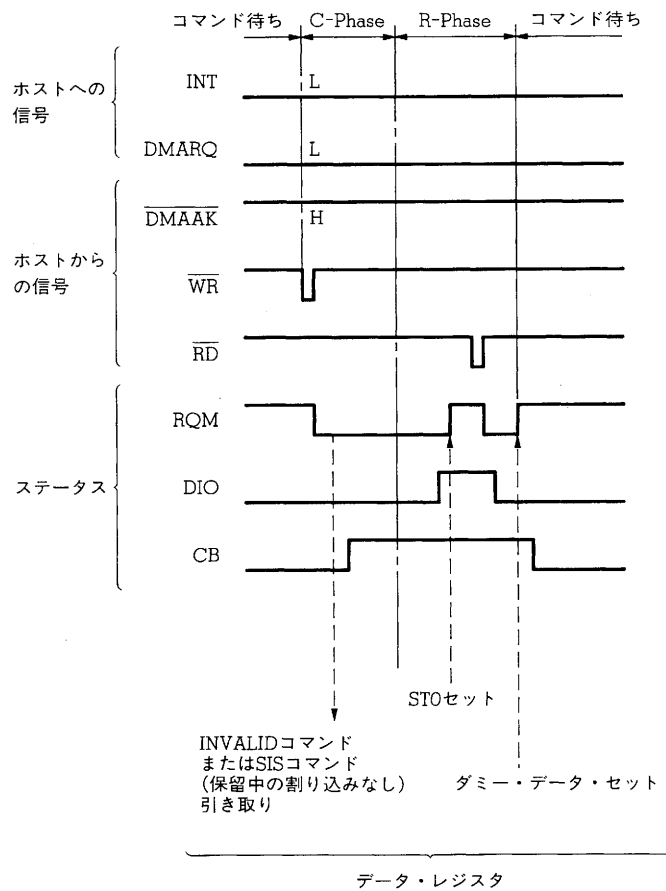 コマンド待ち C-Phase R-Phase コマンド待ち
ホストへの
信号
INT L
DMARQ L
ホストから
の信号
DMAAK H
WR
RD
ステータス
RQM
DIO
CB
ST0セット
INVALIDコマンド
またはSISコマンド
(保留中の割り込みなし)
引き取り
ダミー・データ・セット
データ・レジスタ